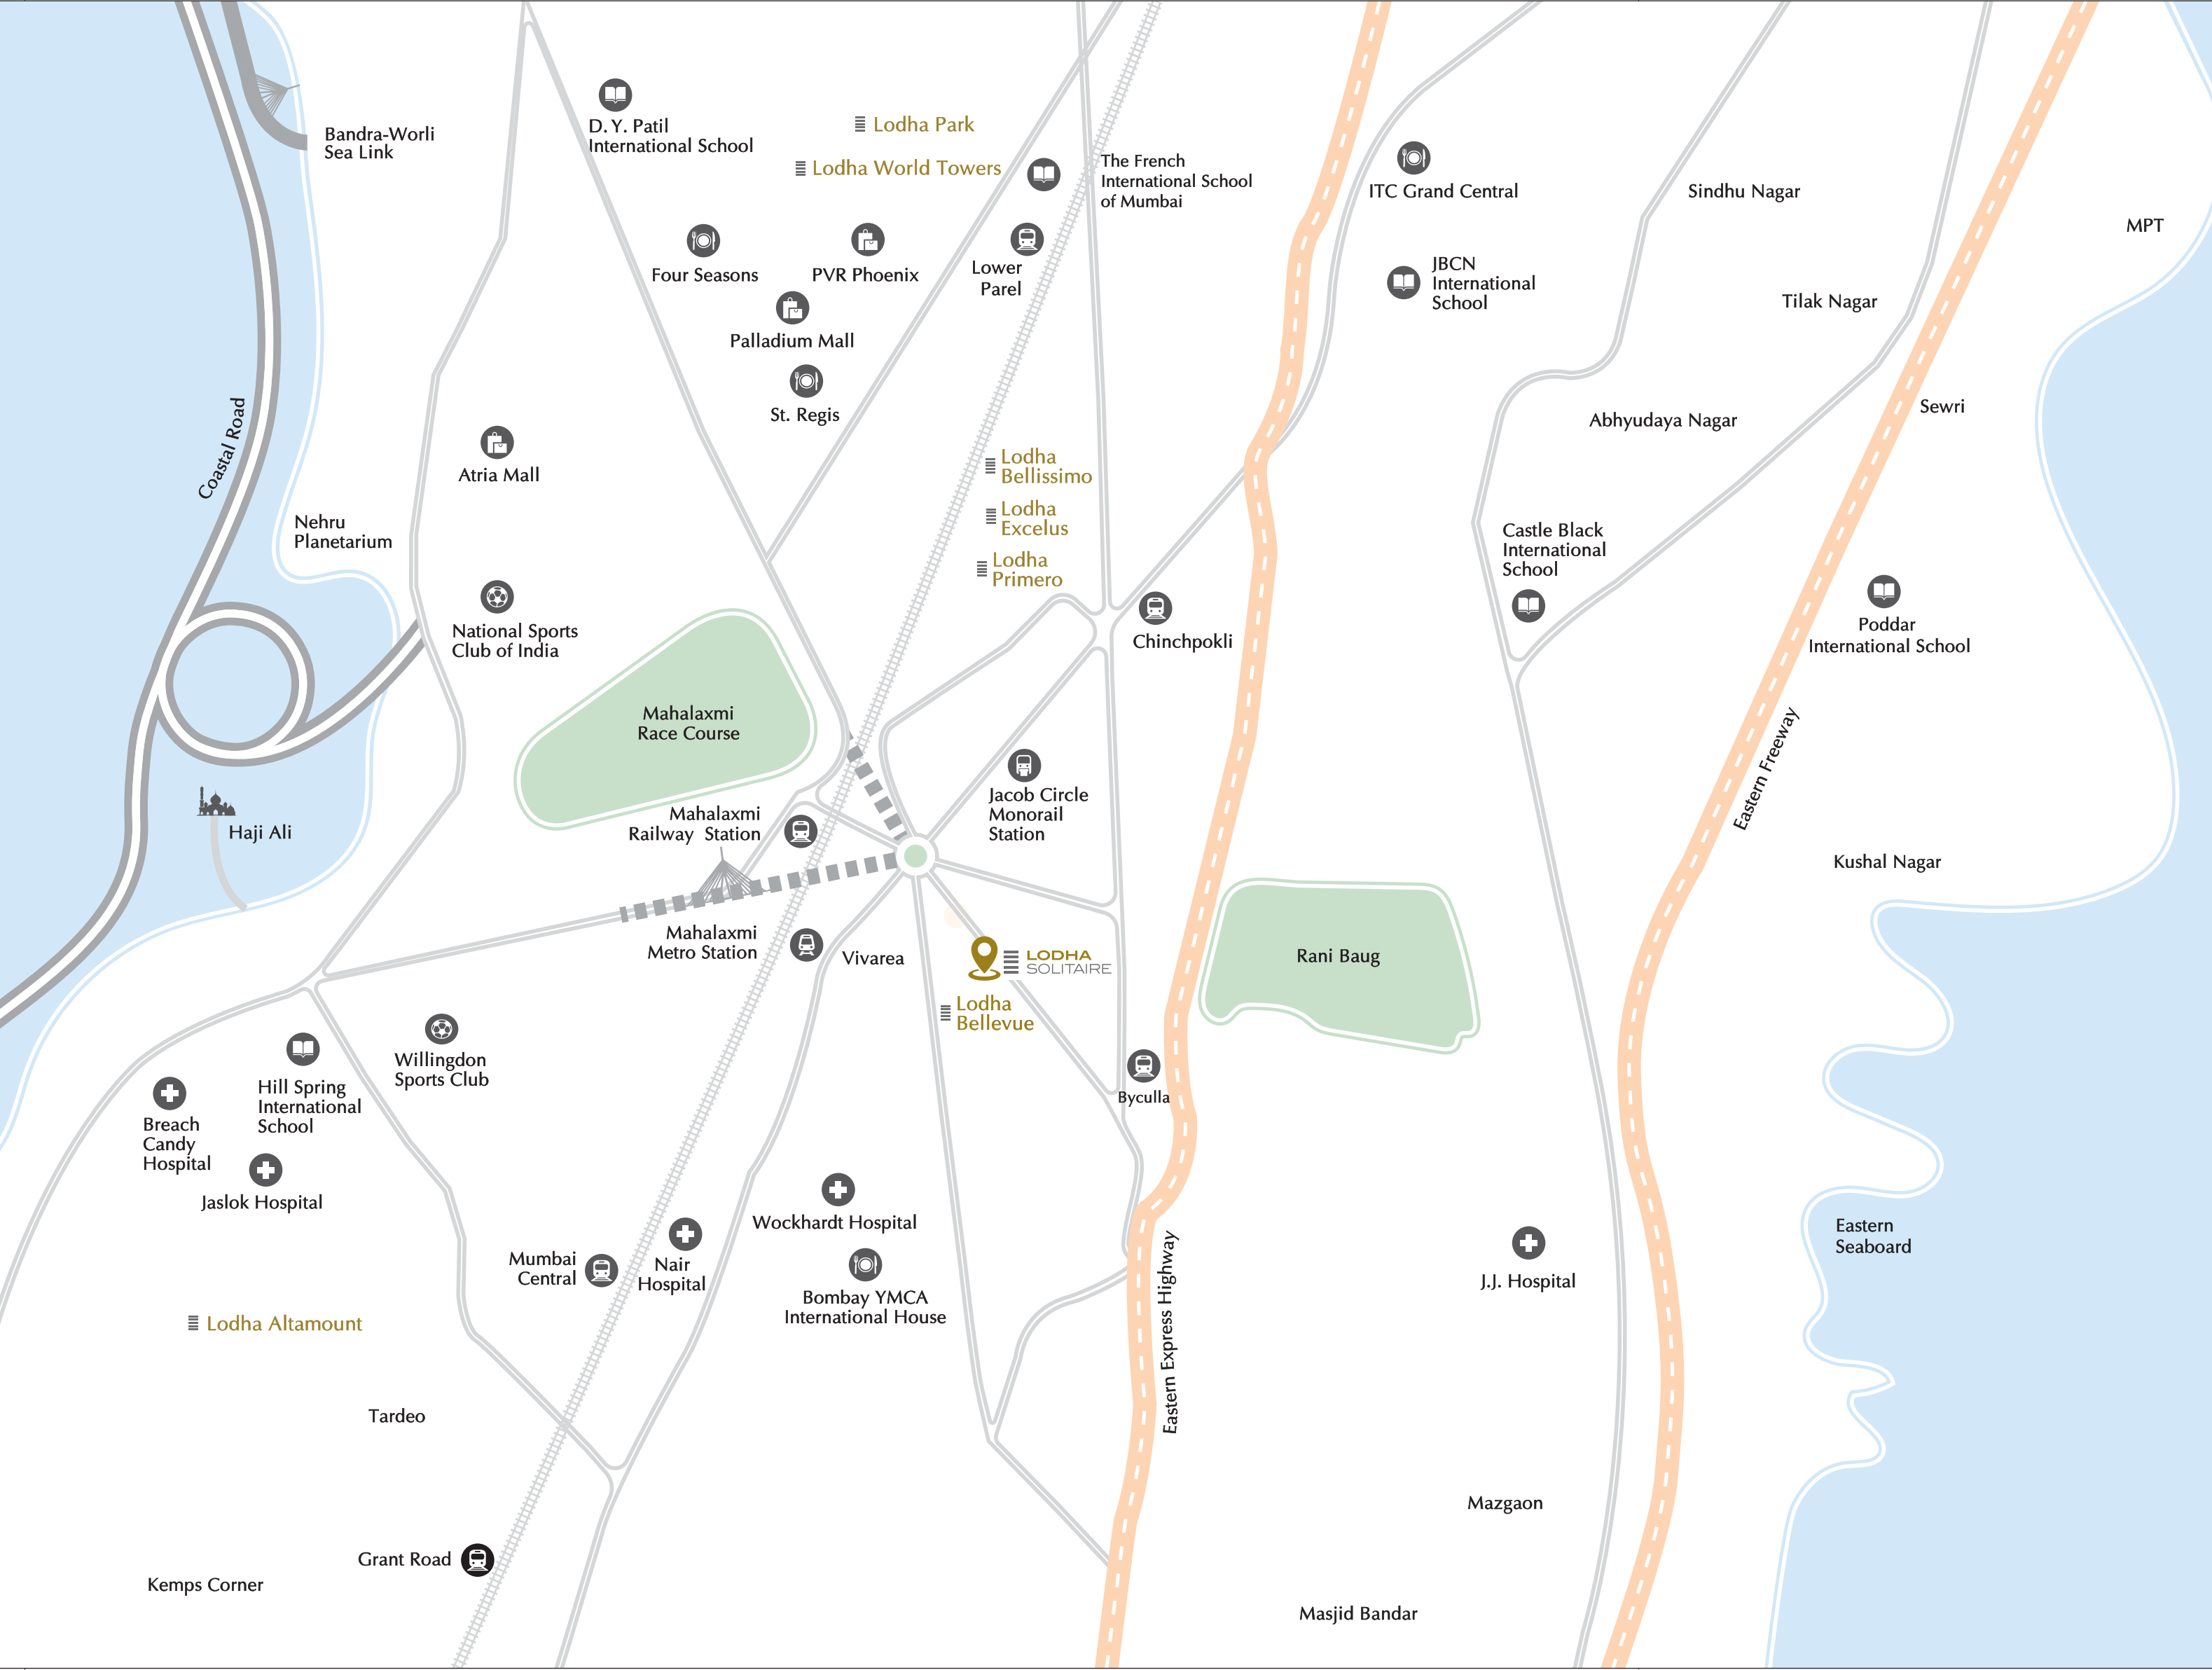 Bandra-Worli
Sea Link
D. Y. Patil
International School
Lodha Park
Lodha World Towers
The French
International School
of Mumbai
ITC Grand Central
Sindhu Nagar
MPT
Four Seasons
PVR Phoenix
Lower
Parel
JBCN
International
School
Tilak Nagar
Palladium Mall
St. Regis
Coastal Road
Atria Mall
Lodha
Bellissimo
Abhyudaya Nagar
Sewri
Nehru
Planetarium
Lodha
Excelus
Lodha
Primero
Castle Black
International
School
National Sports
Club of India
Chinchpokli
Poddar
International School
Mahalaxmi
Race Course
Eastern Freeway
Haji Ali
Mahalaxmi
Railway Station
Jacob Circle
Monorail
Station
Kushal Nagar
Mahalaxmi
Metro Station
Vivarea
LODHA
SOLITAIRE
Rani Baug
Lodha
Bellevue
Willingdon
Sports Club
Hill Spring
International
School
Breach
Candy
Hospital
Byculla
Jaslok Hospital
Wockhardt Hospital
Eastern
Seaboard
Mumbai
Central
Nair
Hospital
Bombay YMCA
International House
Eastern Express Highway
J.J. Hospital
Lodha Altamount
Tardeo
Mazgaon
Grant Road
Kemps Corner
Masjid Bandar